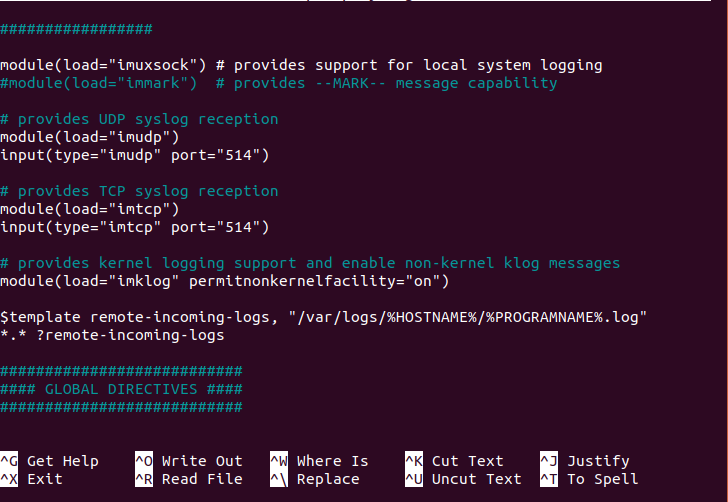 #################
module(load="imuxsock") # provides support for local system logging
#module(load="immark")  # provides --MARK-- message capability
# provides UDP syslog reception
module(load="imudp")
input(type="imudp" port="514")
# provides TCP syslog reception
module(load="imtcp")
input(type="imtcp" port="514")
# provides kernel logging support and enable non-kernel klog messages
module(load="imklog" permitnonkernelfacility="on")
$template remote-incoming-logs, "/var/logs/%HOSTNAME%/%PROGRAMNAME%.log"
*.* ?remote-incoming-logs
###########################
#### GLOBAL DIRECTIVES ####
###########################
^G Get Help    ^O Write Out   ^W Where Is    ^K Cut Text    ^J Justify
^X Exit        ^R Read File   ^\ Replace     ^U Uncut Text  ^T To Spell